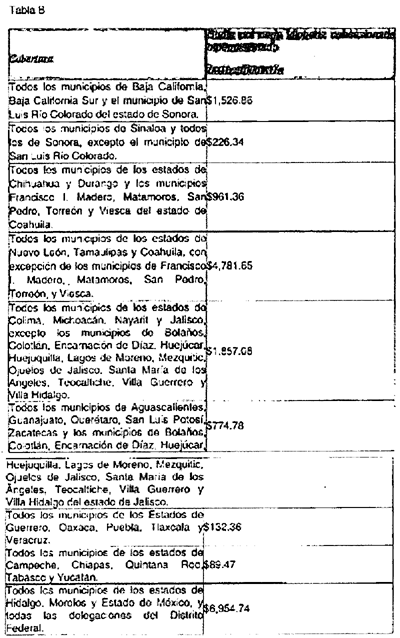 Tabla B
Cobertura
Todos los municipios de Baja California,
Baja California Sur y el municipio de San $1,526.86
Luis Río Colorado del estado de Sonora.
Todos los municipios de Sinaloa y todos
los de Sonora, excepto el municipio de $226.34
San Luis Río Colorado.
Todos los municipios de los estados de
Chihuahua y Durango y los municipios
Francisco I. Madero, Matamoros, San $961.36
Pedro, Torreón y Viesca del estado de
Coahuila.
Todos los municipios de los estados de
Nuevo León, Tamaulipas y Coahuila, con
excepción de los municipios de Francisco $4,781.65
I. Madero, Matamoros, San Pedro,
Torreón, y Viesca.
Todos los municipios de los estados de
Colima, Michoacán, Nayarit y Jalisco,
excepto los municipios de Bolaños,
Colotlán, Encarnación de Díaz, Huejúcar,
Huejuquilla, Lagos de Moreno, Mezquitic, $1,857.08
Ojuelos de Jalisco, Santa María de los
Angeles, Teocaltiche, Villa Guerrero y
Villa Hidalgo.
Todos los municipios de Aguascalientes,
Guanajuato, Querétaro, San Luis Potosí,
Zacatecas y los municipios de Bolaños, $774.78
Colotlán, Encarnación de Díaz, Huejúcar,
Huejuquilla, Lagos de Moreno, Mezquitic,
Ojuelos de Jalisco, Santa María de los
Ángeles, Teocaltiche, Villa Guerrero y
Villa Hidalgo del estado de Jalisco.
Todos los municipios de los Estados de
Guerrero, Oaxaca, Puebla, Tlaxcala y $132.36
Veracruz.
Todos los municipios de los estados de
Campeche, Chiapas, Quintana Roo, $89.47
Tabasco y Yucatán.
Todos los municipios de los estados de
Hidalgo, Morelos y Estado de México, y $6,954.74
todas las delegaciones del Distrito
Federal.